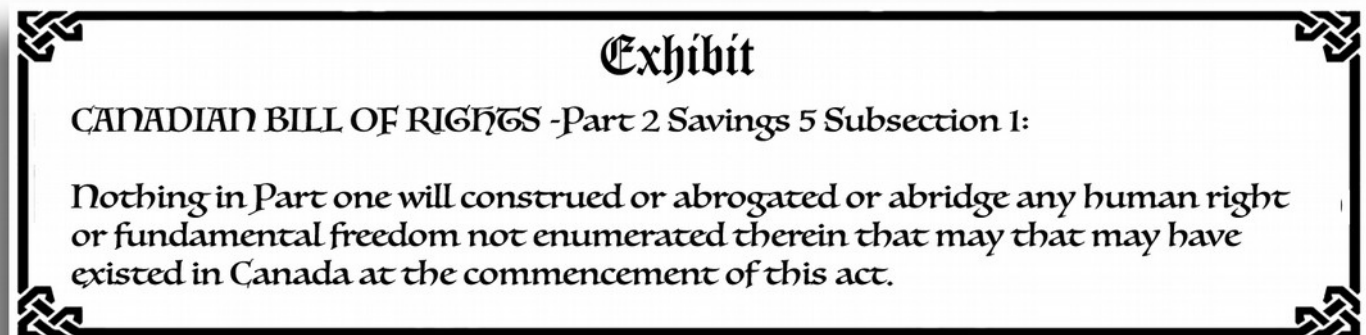 Exhibit
CANADIAN BILL OF RIGHTS -Part 2 Savings 5 Subsection 1:
Nothing in Part one will construed or abrogated or abridge any human right
or fundamental freedom not enumerated therein that may that may have
existed in Canada at the commencement of this act.